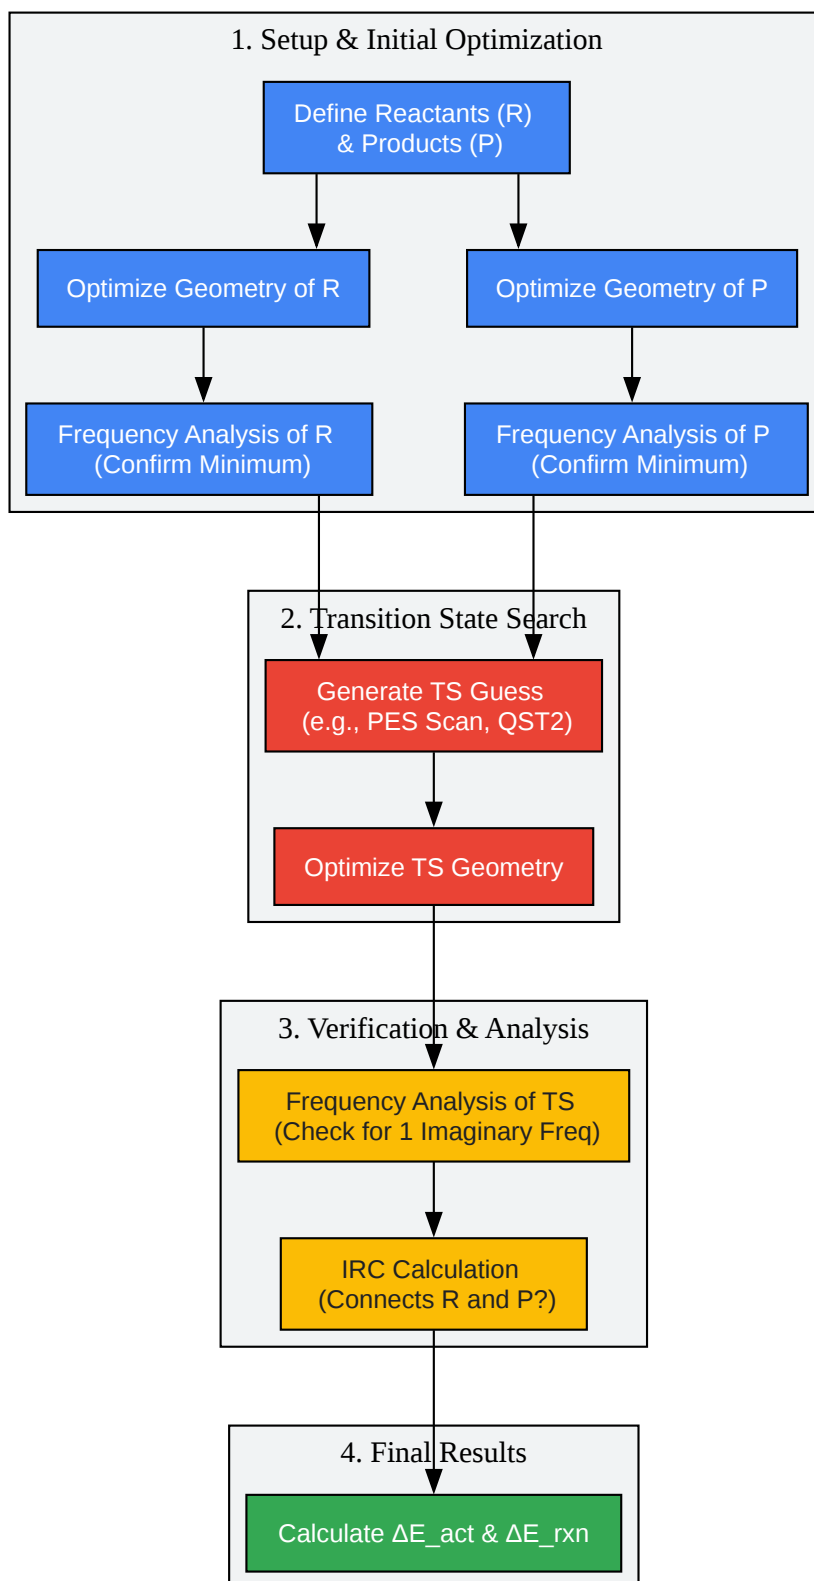 1. Setup & Initial Optimization
Define Reactants (R)
& Products (P)
Optimize Geometry of R
Optimize Geometry of P
Frequency Analysis of R
(Confirm Minimum)
Frequency Analysis of P
(Confirm Minimum)
2. Transition State Search
Generate TS Guess
(e.g., PES Scan, QST2)
Optimize TS Geometry
3. Verification & Analysis
Frequency Analysis of TS
(Check for 1 Imaginary Freq)
IRC Calculation
(Connects R and P?)
4. Final Results
Calculate ΔE_act & ΔE_rxn